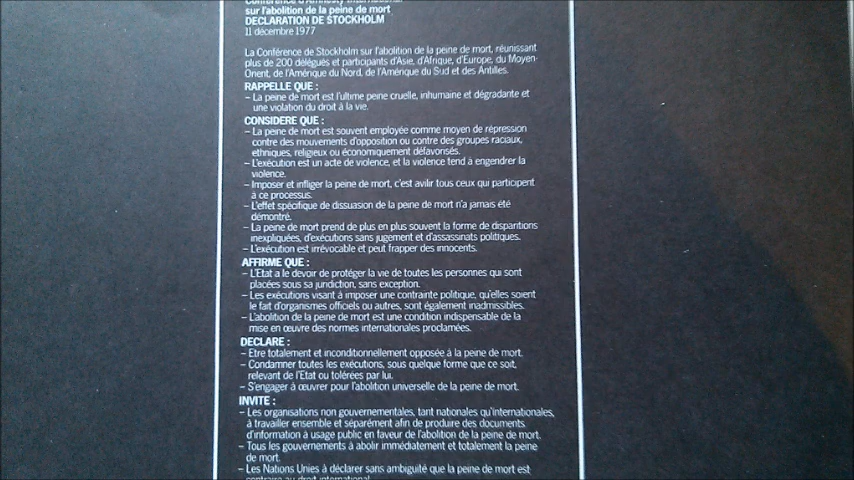 Conférence d'Amnesty International
sur l'abolition de la peine de mort
DECLARATION DE STOCKHOLM
11 décembre 1977
La Conférence de Stockholm sur l'abolition de la peine de mort, réunissant
plus de 200 délégués et participants d'Asie, d'Afrique, d'Europe, du Moyen-
Orient, de l'Amérique du Nord, de l'Amérique du Sud et des Antilles.
RAPPELLE QUE :
– La peine de mort est l'ultime peine cruelle, inhumaine et dégradante et
une violation du droit à la vie.
CONSIDERE QUE :
– La peine de mort est souvent employée comme moyen de répression
contre des mouvements d'opposition ou contre des groupes raciaux,
ethniques, religieux ou économiquement défavorisés.
– L'exécution est un acte de violence, et la violence tend à engendrer la
violence.
– Imposer et infliger la peine de mort, c'est avilir tous ceux qui participent
à ce processus.
– L'effet spécifique de dissuasion de la peine de mort n'a jamais été
démontré.
– La peine de mort prend de plus en plus souvent la forme de disparitions
inexpliquées, d'exécutions sans jugement et d'assassinats politiques.
– L'exécution est irrévocable et peut frapper des innocents.
AFFIRME QUE :
– L'Etat a le devoir de protéger la vie de toutes les personnes qui sont
placées sous sa juridiction, sans exception.
– Les exécutions visant à imposer une contrainte politique, qu'elles soient
le fait d'organismes officiels ou autres, sont également inadmissibles.
– L'abolition de la peine de mort est une condition indispensable de la
mise en œuvre des normes internationales proclamées.
DECLARE :
– Etre totalement et inconditionnellement opposée à la peine de mort.
– Condamner toutes les exécutions, sous quelque forme que ce soit,
relevant de l'Etat ou tolérées par lui.
– S'engager à œuvrer pour l'abolition universelle de la peine de mort.
INVITE :
– Les organisations non gouvernementales, tant nationales qu'internationales,
à travailler ensemble et séparément afin de produire des documents
d'information à usage public en faveur de l'abolition de la peine de mort.
– Tous les gouvernements à abolir immédiatement et totalement la peine
de mort.
– Les Nations Unies à déclarer sans ambiguïté que la peine de mort est
contraire au droit international.